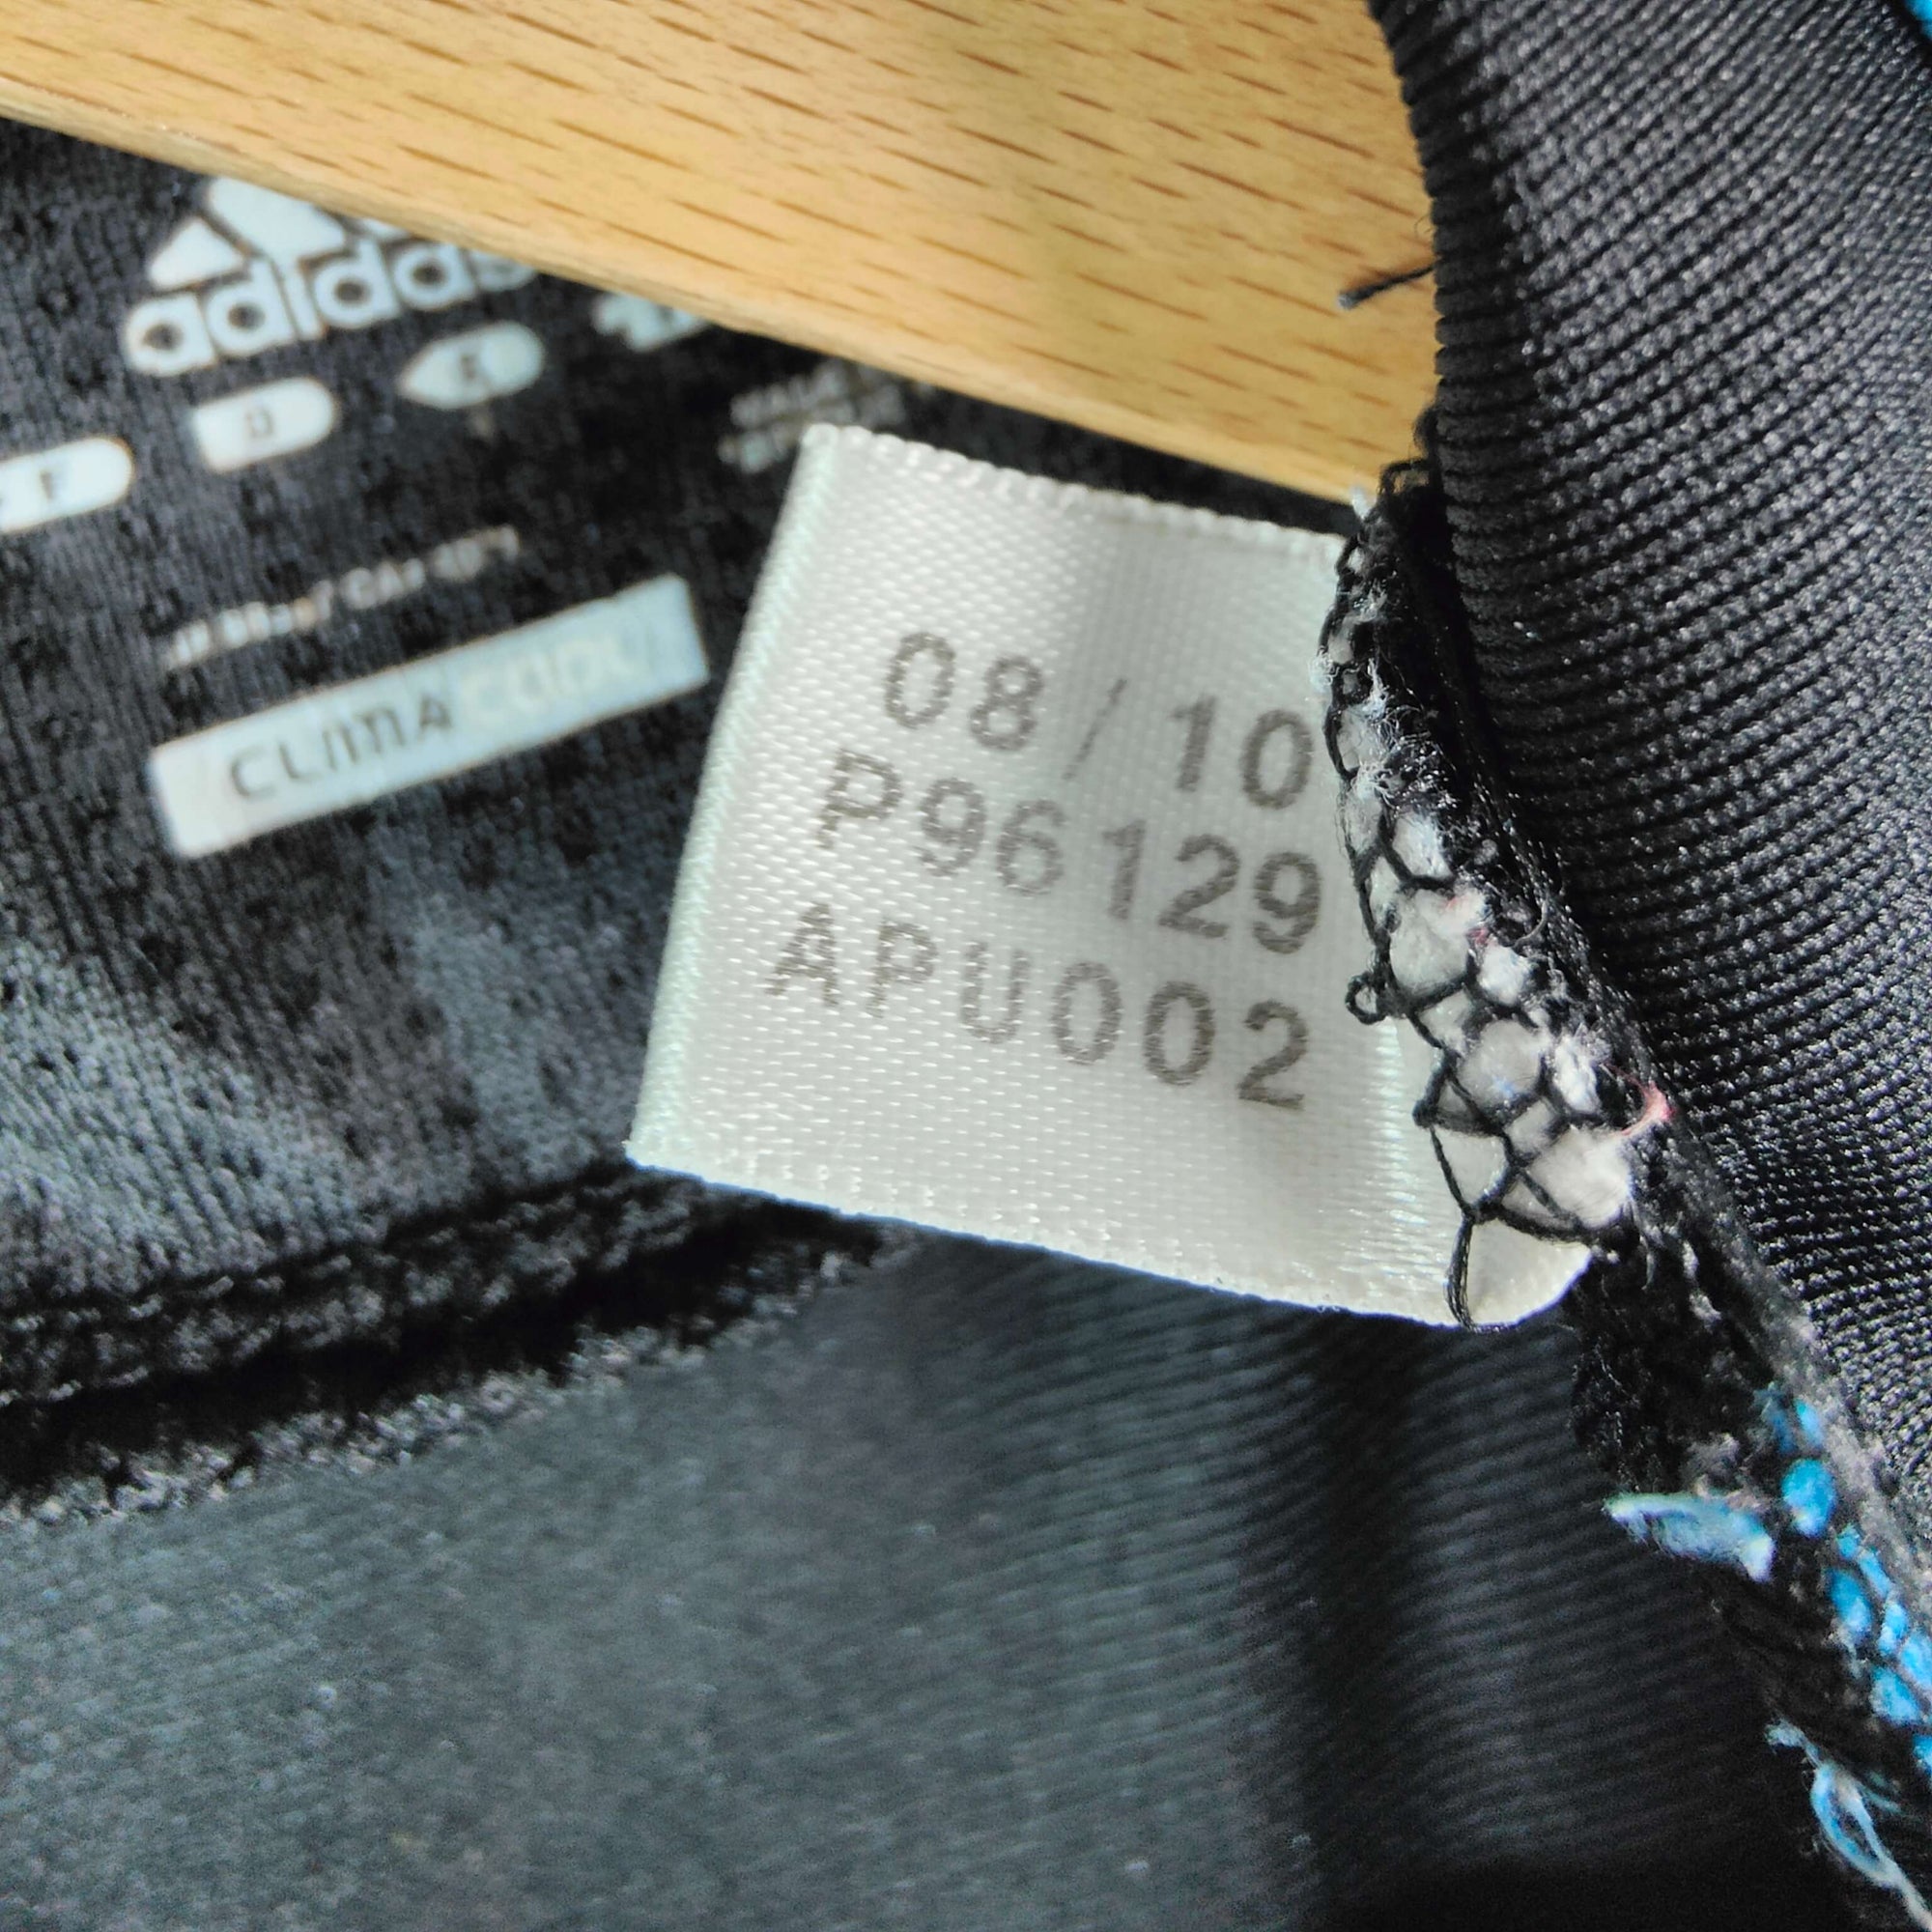 adidas
F
D
CLIMACOOL
08/10
P96129
APU002